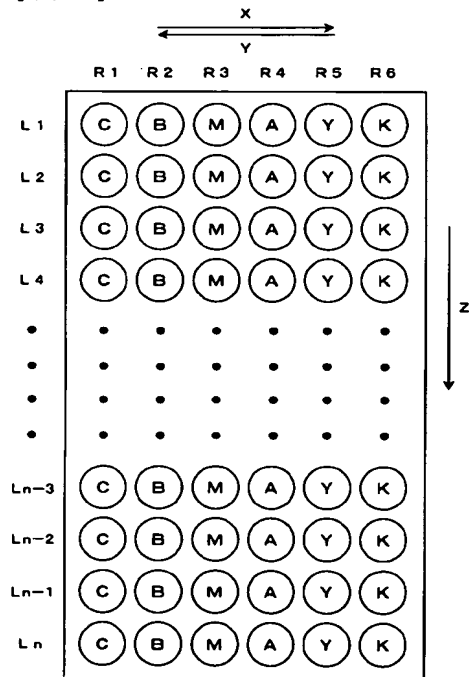 X
Y
R1 R2 R3 R4 R5 R6
L1 C B M A Y K
L2 C B M A Y K
L3 C B M A Y K
L4 C B M A Y K
Z
Ln-3 C B M A Y K
Ln-2 C B M A Y K
Ln-1 C B M A Y K
Ln C B M A Y K